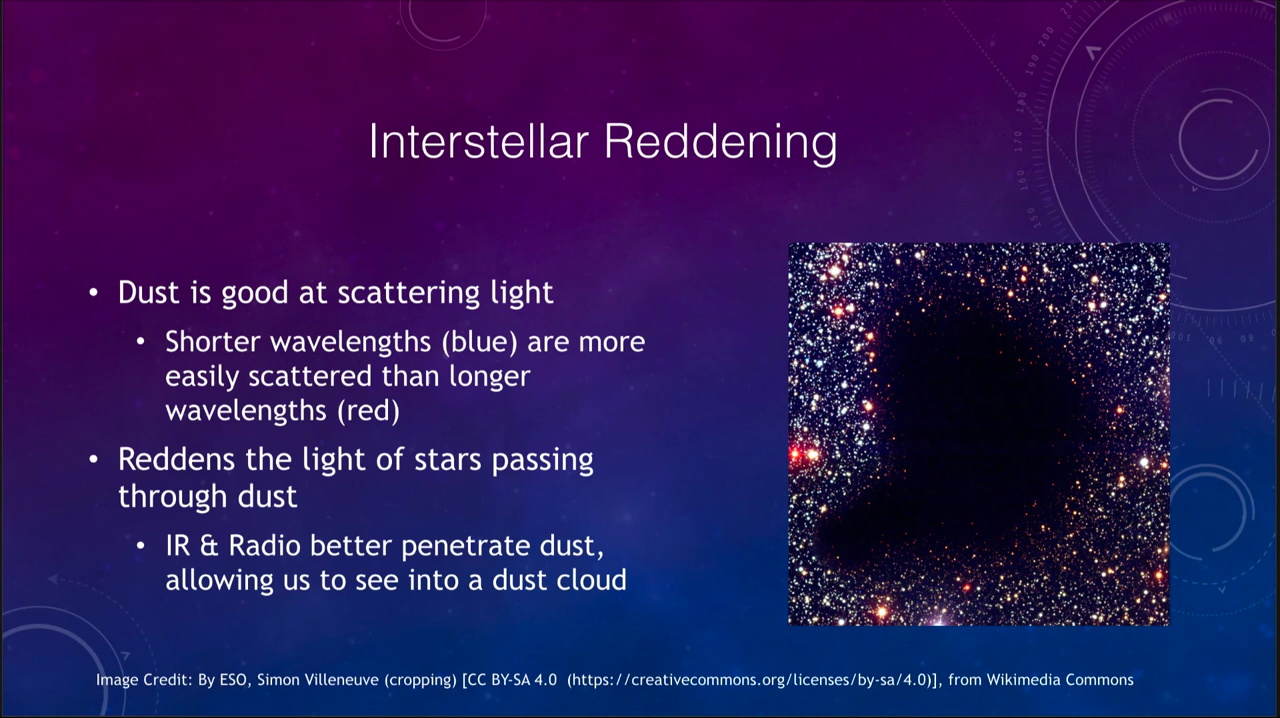 Interstellar Reddening
• Dust is good at scattering light
• Shorter wavelengths (blue) are more
easily scattered than longer
wavelengths (red)
• Reddens the light of stars passing
through dust
• IR & Radio better penetrate dust,
allowing us to see into a dust cloud
Image Credit: By ESO, Simon Villeneuve (cropping) [CC BY-SA 4.0 (https://creativecommons.org/licenses/by-sa/4.0)], from Wikimedia Commons